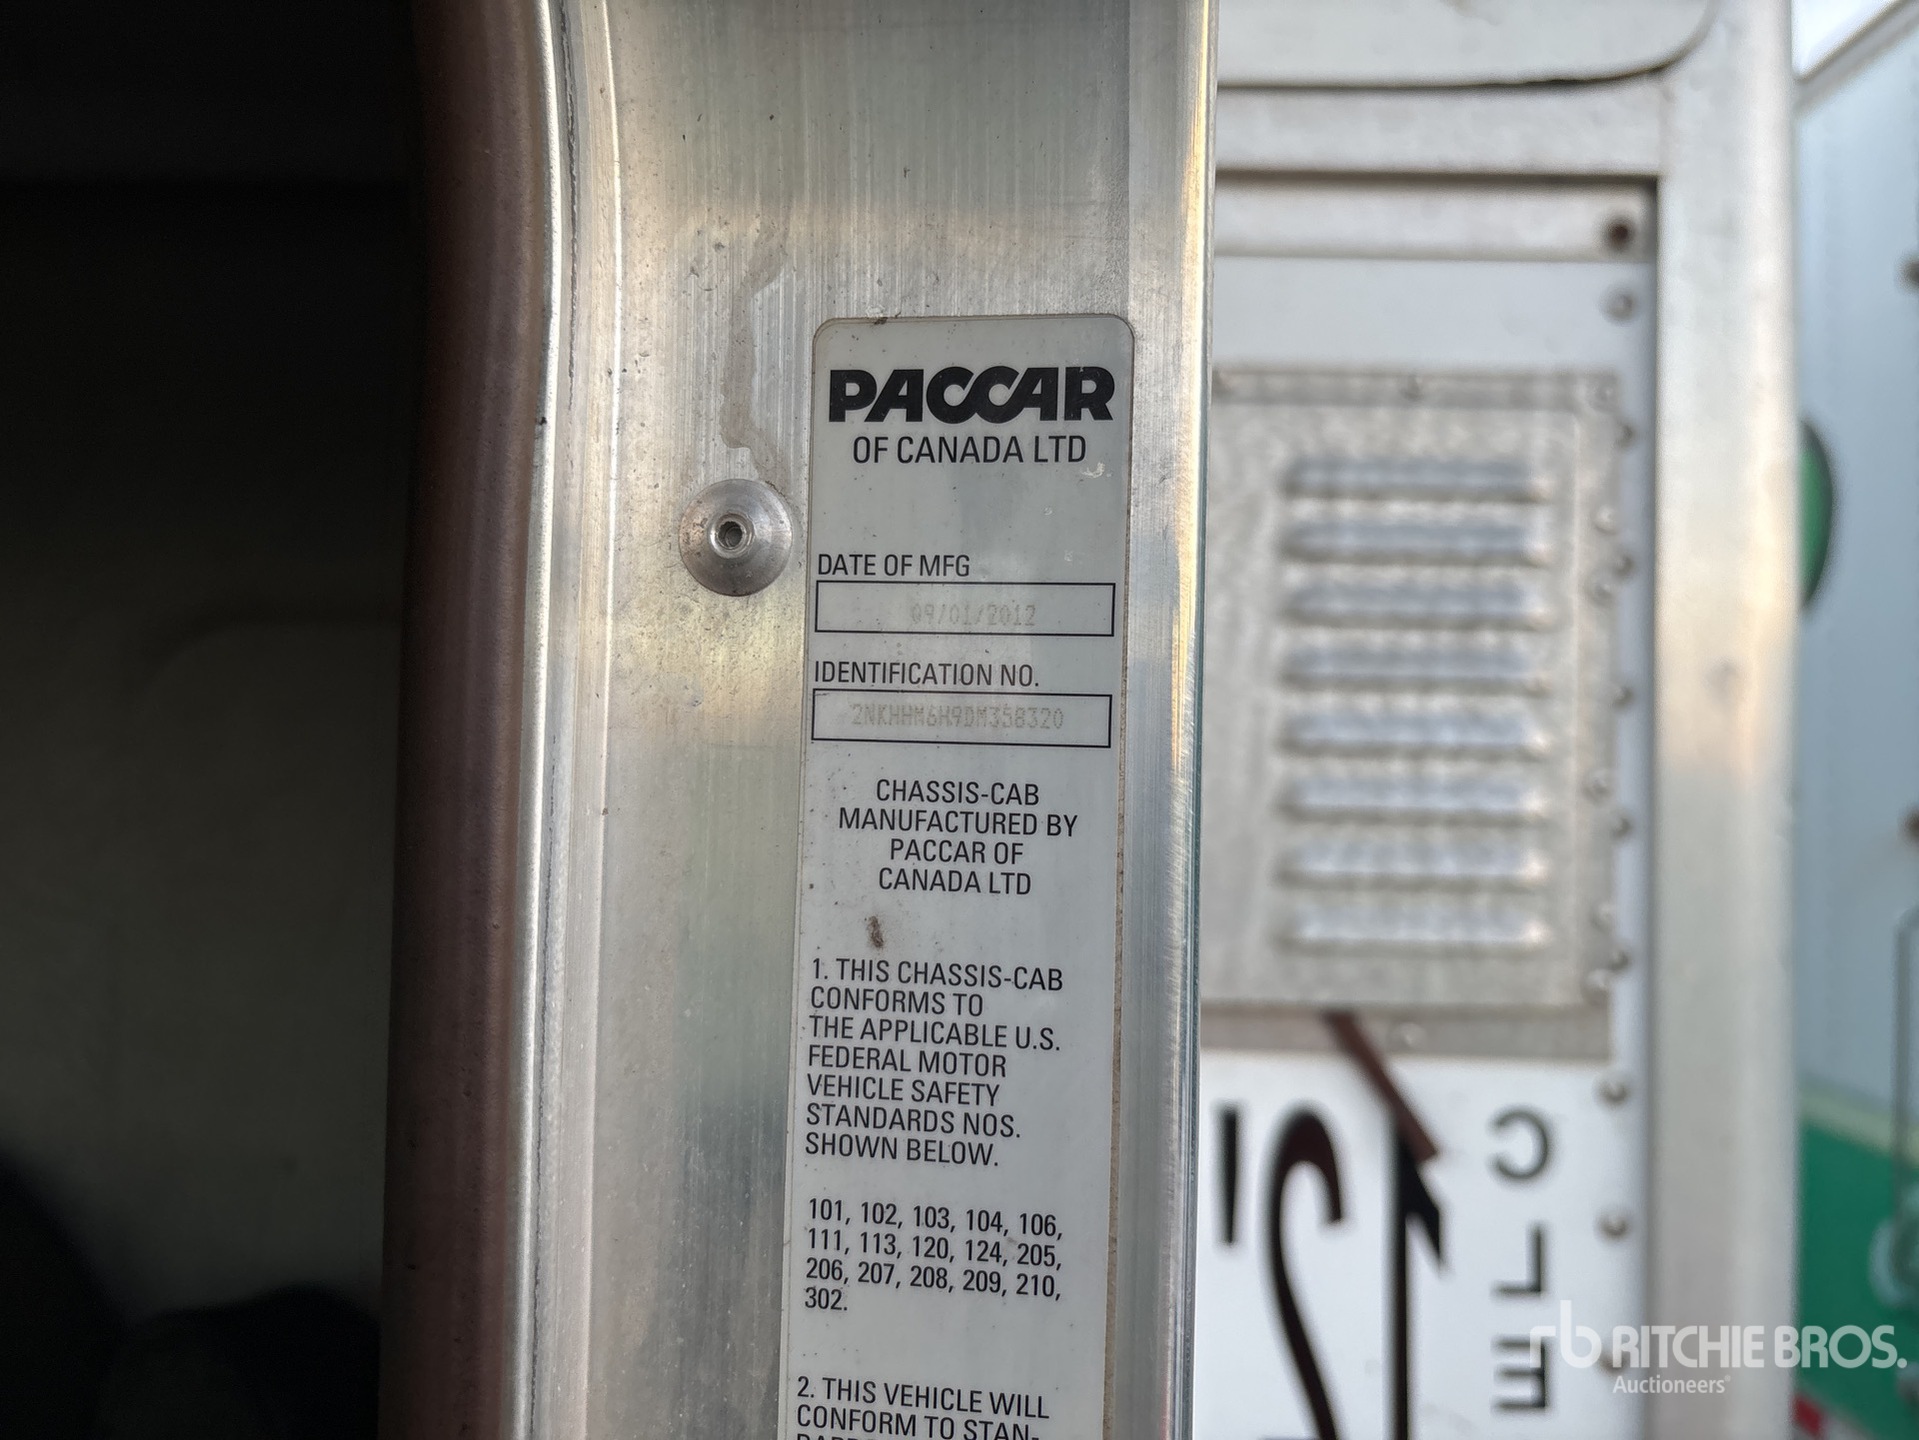 PACCAR
OF CANADA LTD
DATE OF MFG
09/01/2012
IDENTIFICATION NO.
2NKHHM6H9DM358320
CHASSIS-CAB
MANUFACTURED BY
PACCAR OF
CANADA LTD
1. THIS CHASSIS-CAB
CONFORMS TO
THE APPLICABLE U.S.
FEDERAL MOTOR
VEHICLE SAFETY
STANDARDS NOS.
SHOWN BELOW.
101, 102, 103, 104, 106,
111, 113, 120, 124, 205,
206, 207, 208, 209, 210,
302.
2. THIS VEHICLE WILL
CONFORM TO STAN-
12'
CLE
rb RITCHIE BROS.
Auctioneers